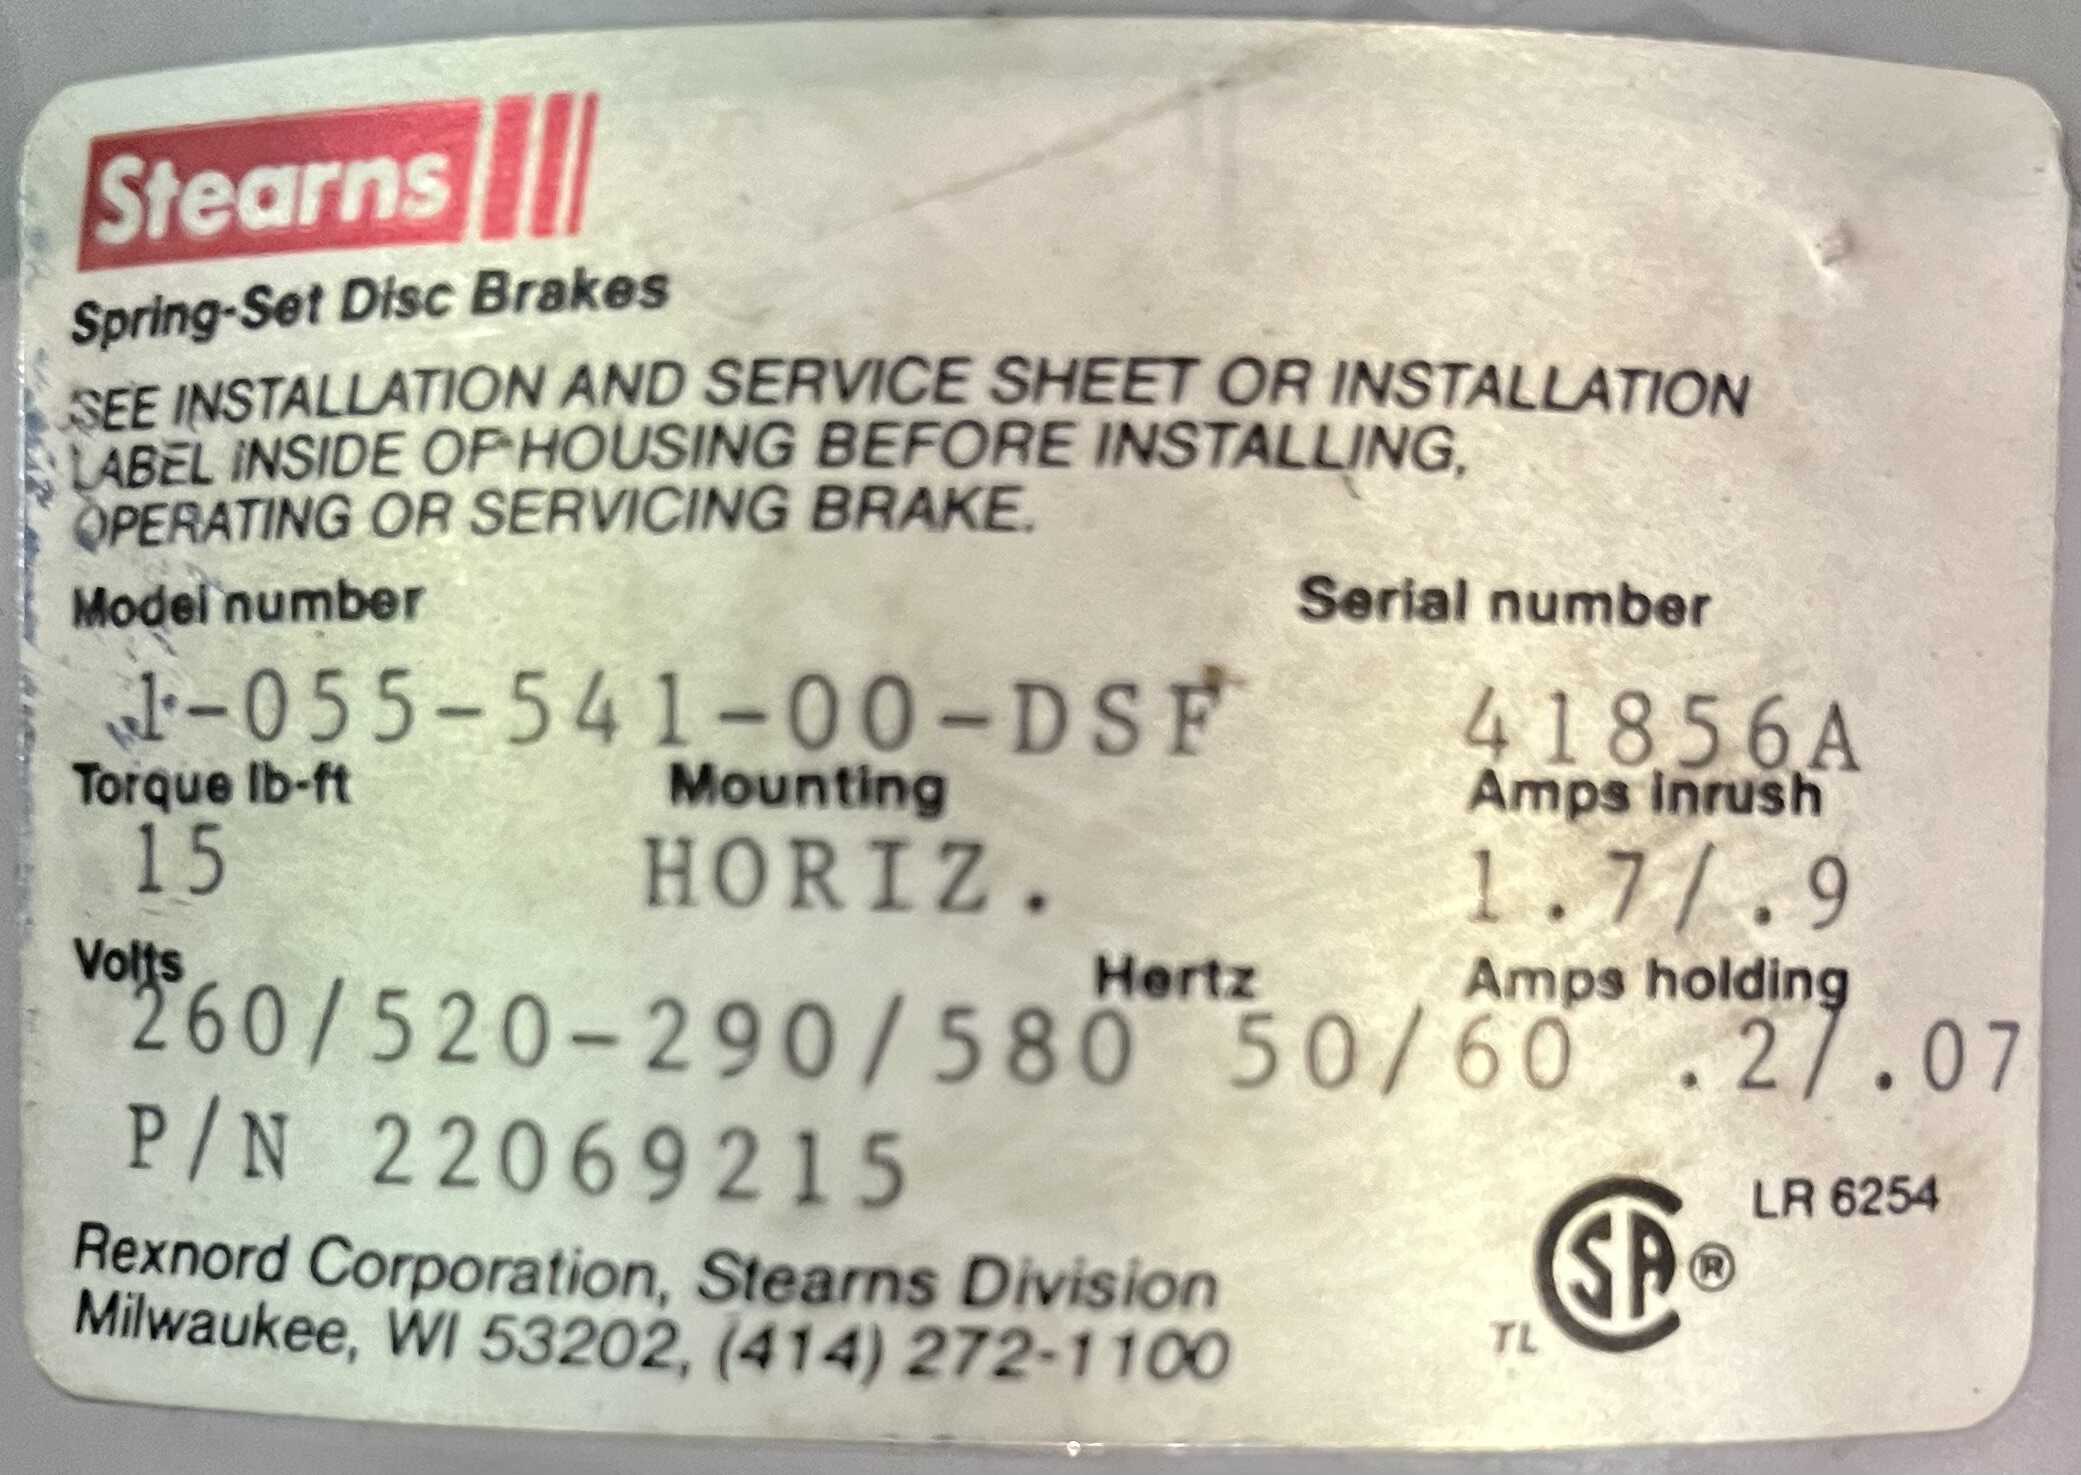 Stearns
Spring-Set Disc Brakes
SEE INSTALLATION AND SERVICE SHEET OR INSTALLATION
LABEL INSIDE OF HOUSING BEFORE INSTALLING,
OPERATING OR SERVICING BRAKE.
Model number Serial number
1-055-541-00-DSF 41856A
Torque lb-ft Mounting Amps inrush
15 HORIZ. 1.7/.9
Volts Hertz Amps holding
260/520-290/580 50/60 .2/.07
P/N 22069215
LR 6254
Rexnord Corporation, Stearns Division
SA ®
Milwaukee, WI 53202, (414) 272-1100
TL